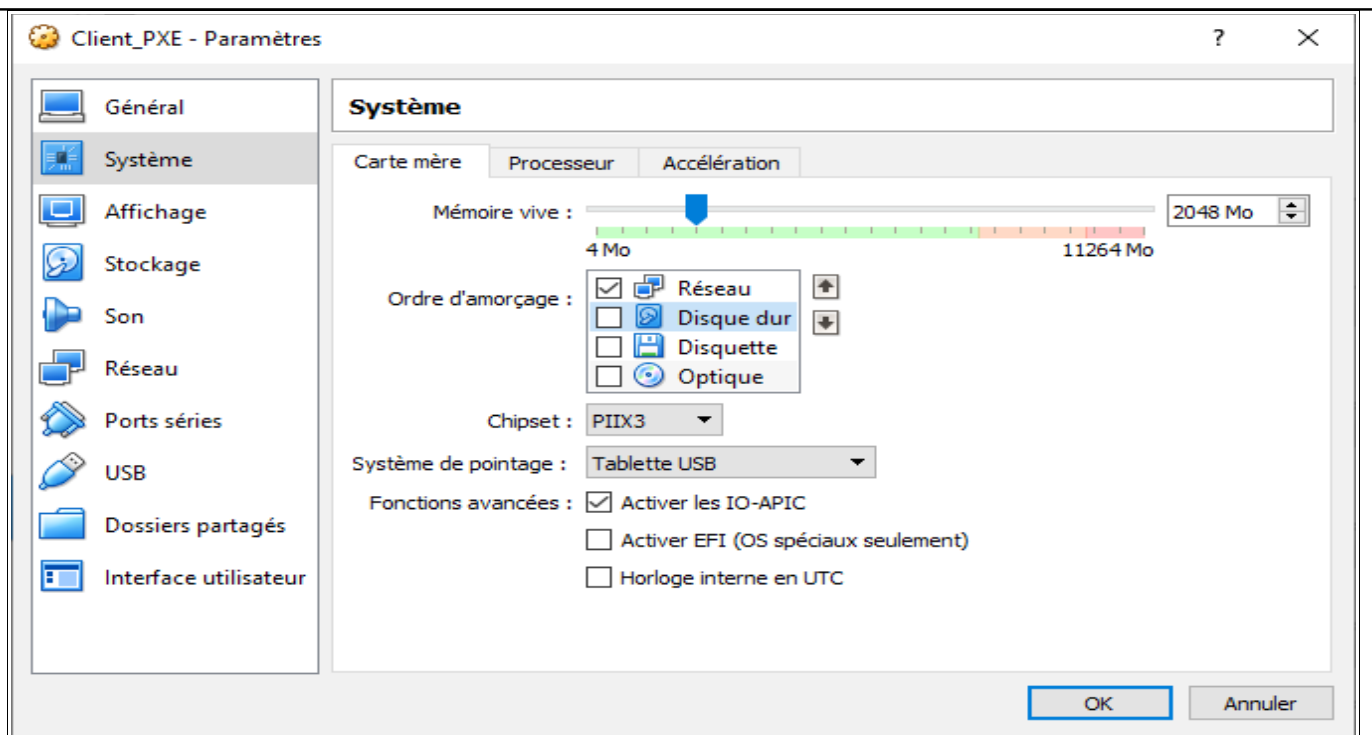 Client_PXE - Paramètres
?
Général
Système
Affichage
Stockage
Son
Réseau
Ports séries
USB
Dossiers partagés
Interface utilisateur
Système
Carte mère Processeur Accélération
Mémoire vive : 2048 Mo
4 Mo 11264 Mo
Ordre d'amorçage : Réseau
Disque dur
Disquette
Optique
Chipset : PIIX3
Système de pointage : Tablette USB
Fonctions avancées : Activer les IO-APIC
Activer EFI (OS spéciaux seulement)
Horloge interne en UTC
OK Annuler